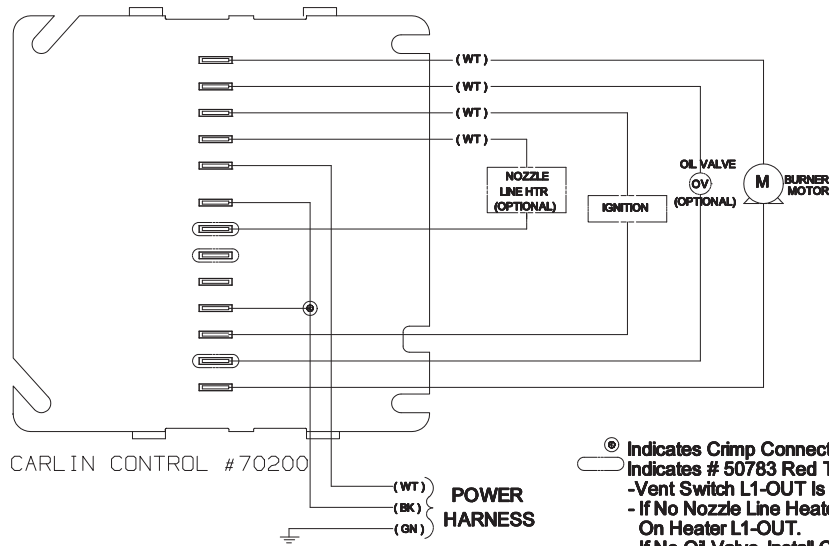 (WT)
(WT)
(WT)
(WT)
NOZZLE
LINE HTR
(OPTIONAL)
IGNITION
OIL VALVE
OV
(OPTIONAL)
M
BURNER
MOTOR
CARLIN CONTROL #70200
(WT)
(BK)
(GN)
POWER
HARNESS
Indicates Crimp Connect
Indicates # 50783 Red T
-Vent Switch L1-OUT Is
- If No Nozzle Line Heate
On Heater L1-OUT.